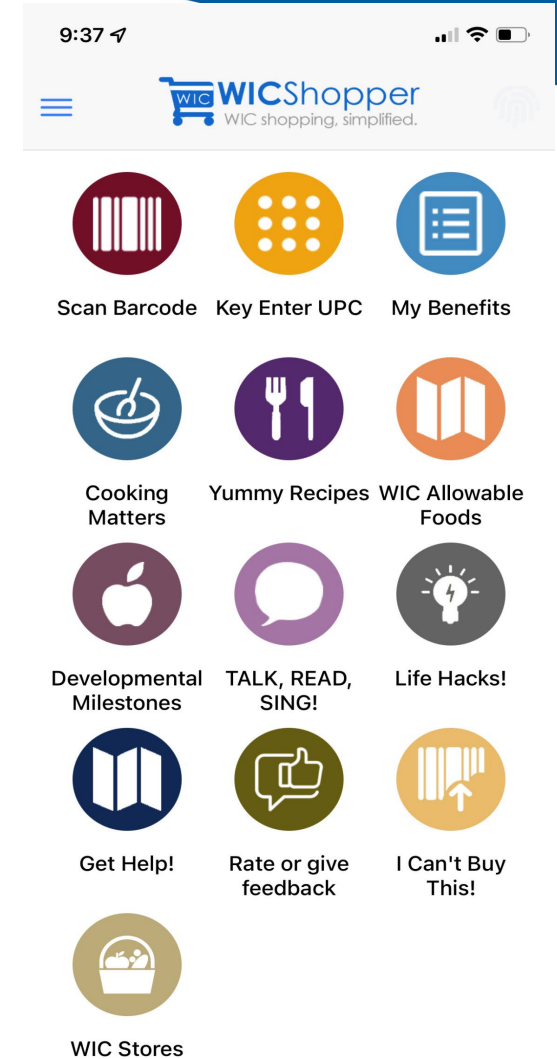 9:37
WIC WICShopper
WIC shopping, simplified.
Scan Barcode Key Enter UPC My Benefits
Cooking Matters Yummy Recipes WIC Allowable Foods
Developmental Milestones TALK, READ, SING! Life Hacks!
Get Help! Rate or give feedback I Can't Buy This!
WIC Stores